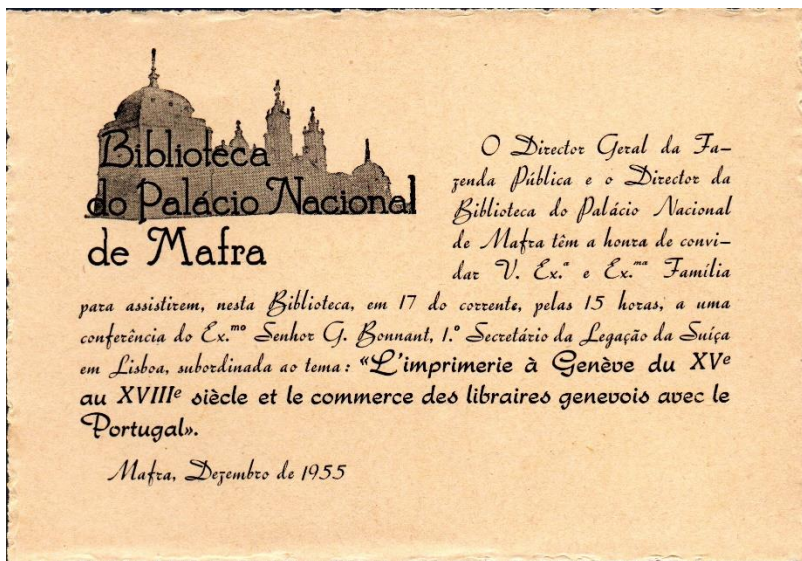 Biblioteca
do Palácio Nacional
de Mafra
O Director Geral da Fa-
zenda Pública e o Director da
Biblioteca do Palácio Nacional
de Mafra têm a honra de convi-
dar V. Ex.ª e Ex.ᵐᵃ Família
para assistirem, nesta Biblioteca, em 17 do corrente, pelas 15 horas, a uma
conferência do Ex.ᵐᵒ Senhor G. Bonnant, 1.º Secretário da Legação da Suíça
em Lisboa, subordinada ao tema: «L'imprimerie à Genève du XVe
au XVIIIe siècle et le commerce des libraires genevois avec le
Portugal».
Mafra, Dezembro de 1955